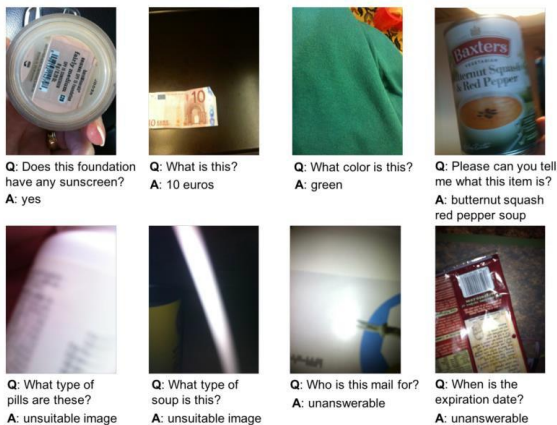 Baxters
VEGETARIAN
Butternut Squash
& Red Pepper
10
Q: Does this foundation
have any sunscreen?
A: yes
Q: What is this?
A: 10 euros
Q: What color is this?
A: green
Q: Please can you tell
me what this item is?
A: butternut squash
red pepper soup
Q: What type of
pills are these?
A: unsuitable image
Q: What type of
soup is this?
A: unsuitable image
Q: Who is this mail for?
A: unanswerable
Q: When is the
expiration date?
A: unanswerable